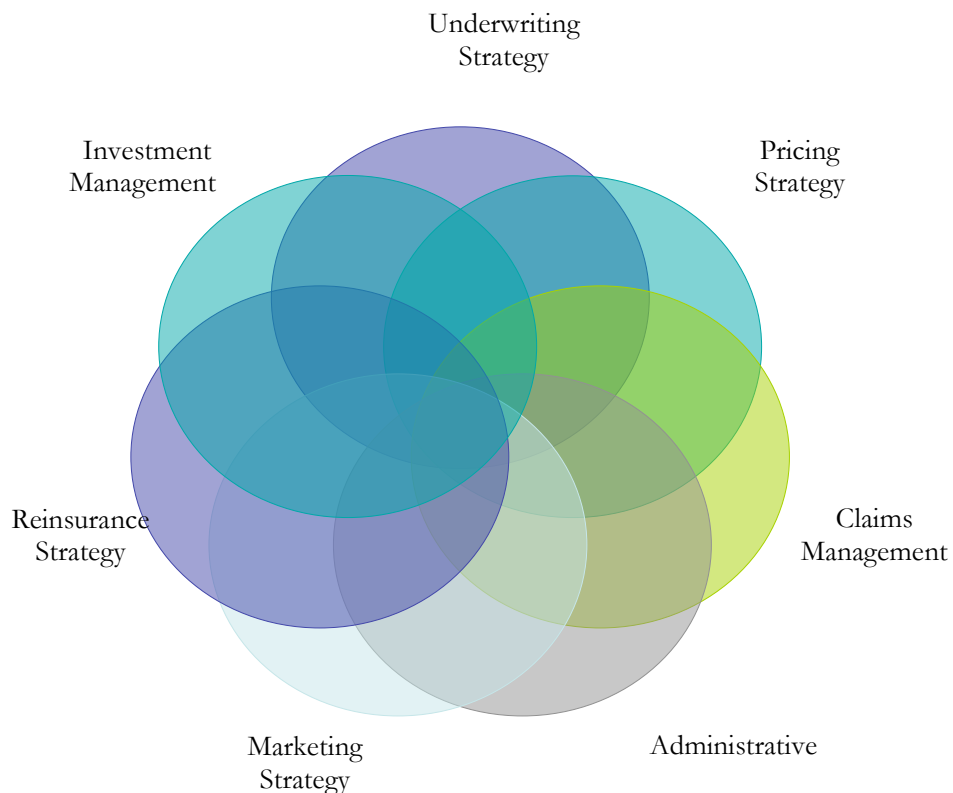 Underwriting
Strategy
Investment
Management
Pricing
Strategy
Reinsurance
Strategy
Claims
Management
Marketing
Strategy
Administrative